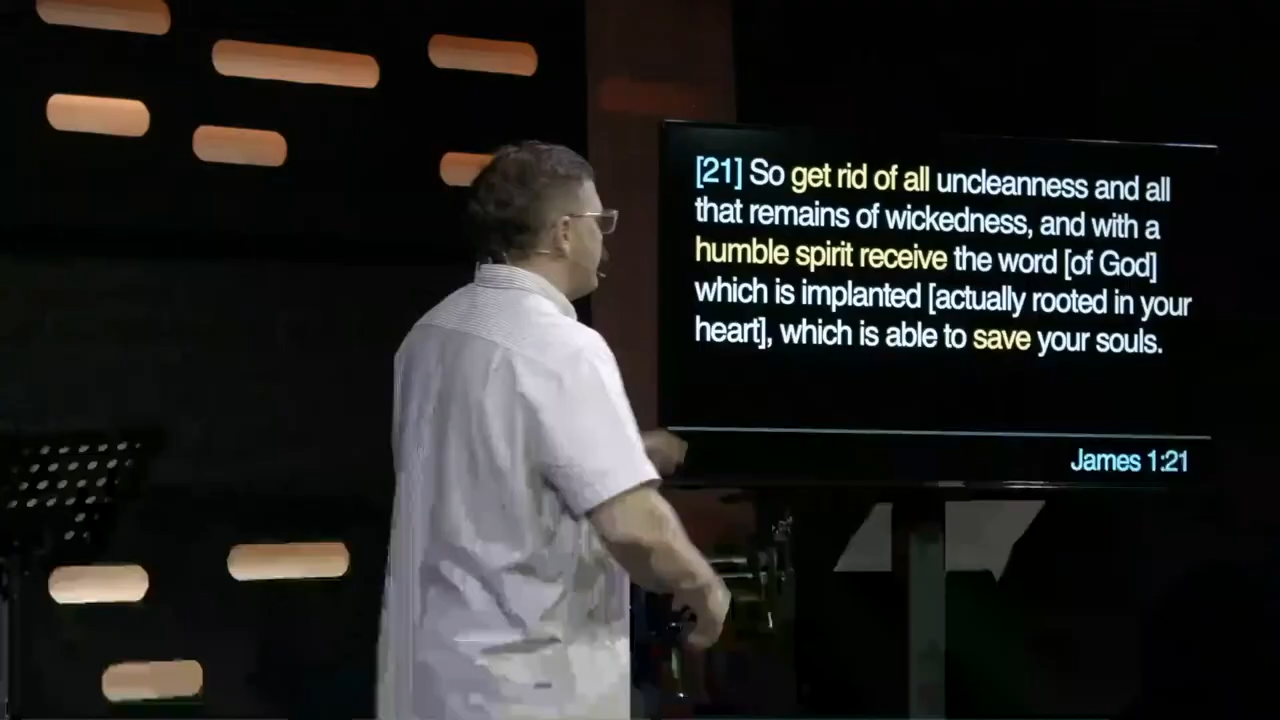 [21] So get rid of all uncleanness and all
that remains of wickedness, and with a
humble spirit receive the word [of God]
which is implanted [actually rooted in your
heart], which is able to save your souls.
James 1:21